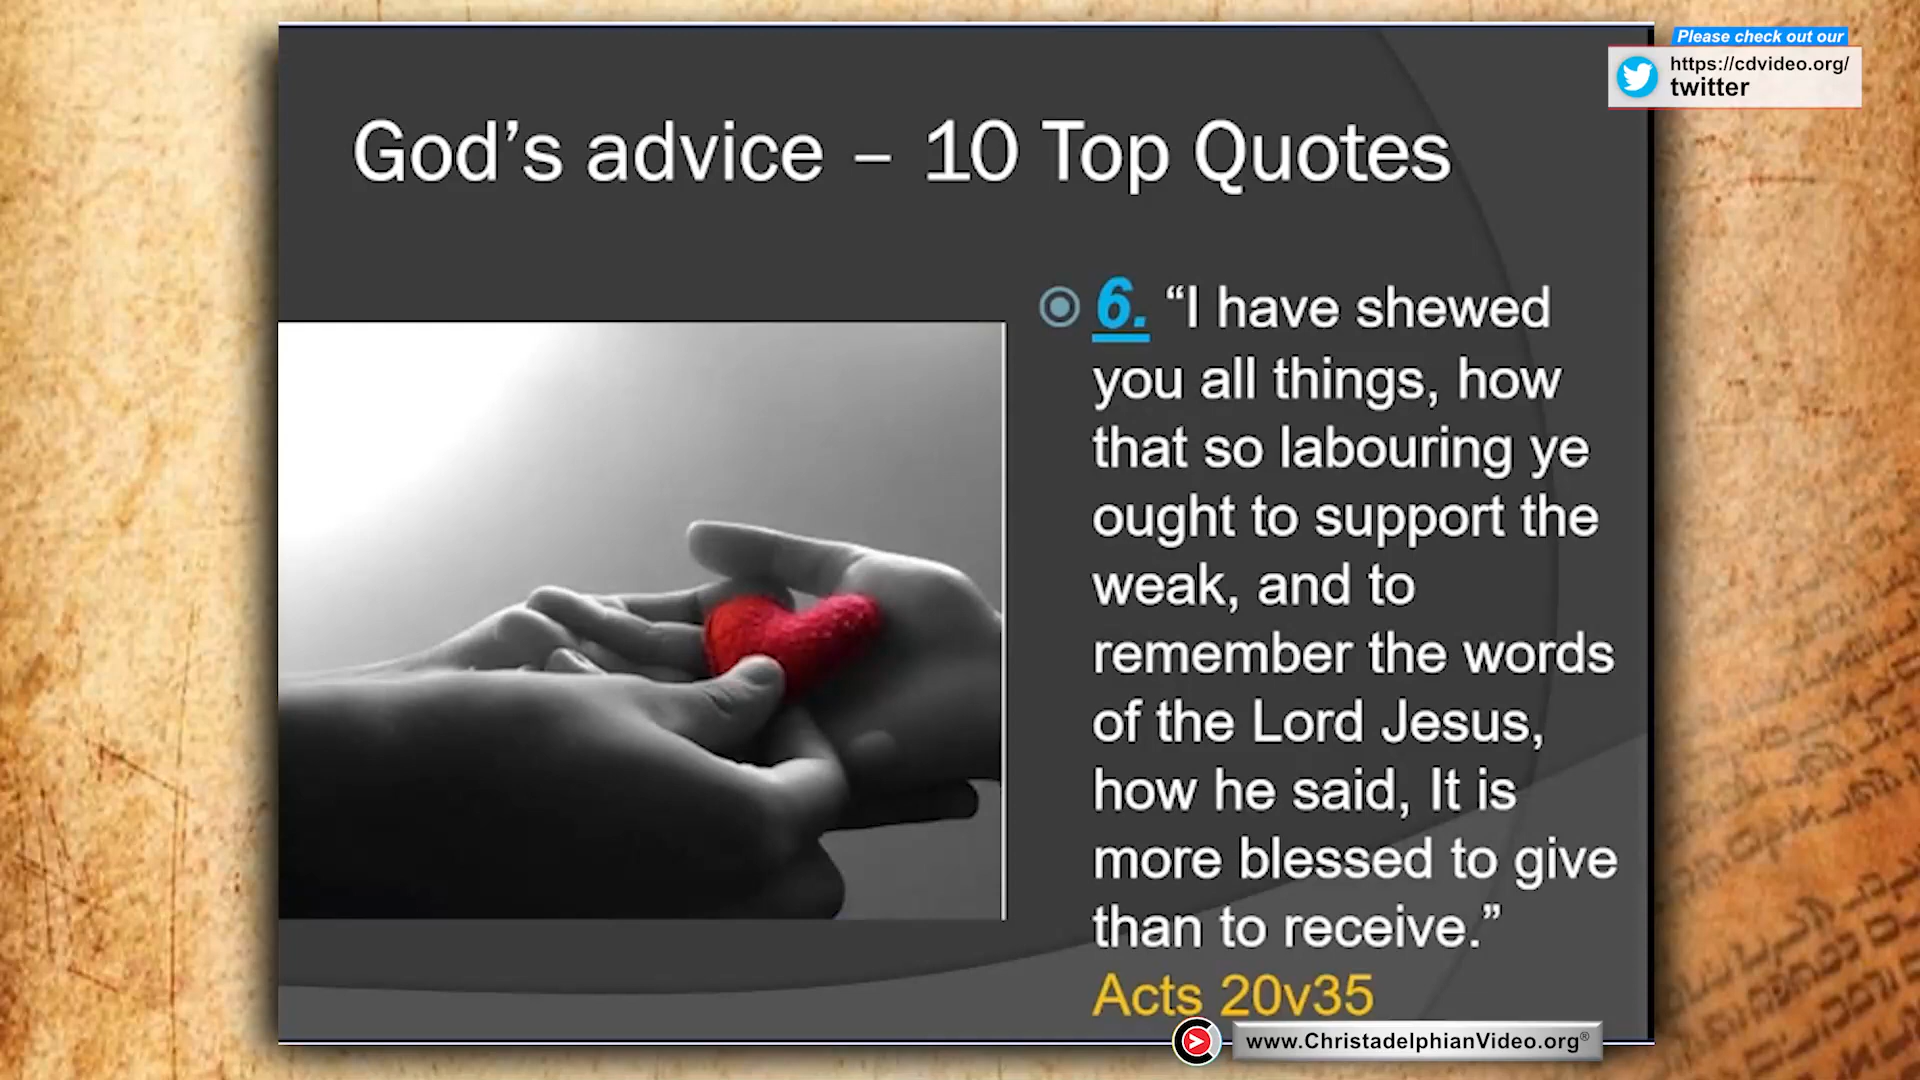 Please check out our
https://cdvideo.org/
twitter
God’s advice – 10 Top Quotes
6. “I have shewed
you all things, how
that so labouring ye
ought to support the
weak, and to
remember the words
of the Lord Jesus,
how he said, It is
more blessed to give
than to receive.”
Acts 20v35
www.ChristadelphianVideo.org®